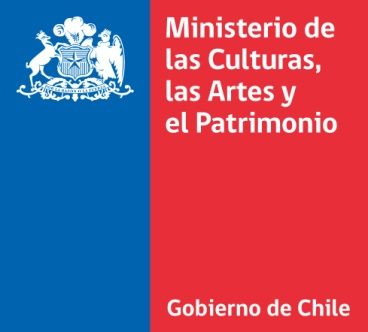 Ministerio de
las Culturas,
las Artes y
el Patrimonio
Gobierno de Chile